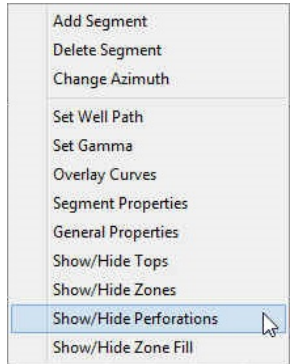 Add Segment
Delete Segment
Change Azimuth
Set Well Path
Set Gamma
Overlay Curves
Segment Properties
General Properties
Show/Hide Tops
Show/Hide Zones
Show/Hide Perforations
Show/Hide Zone Fill